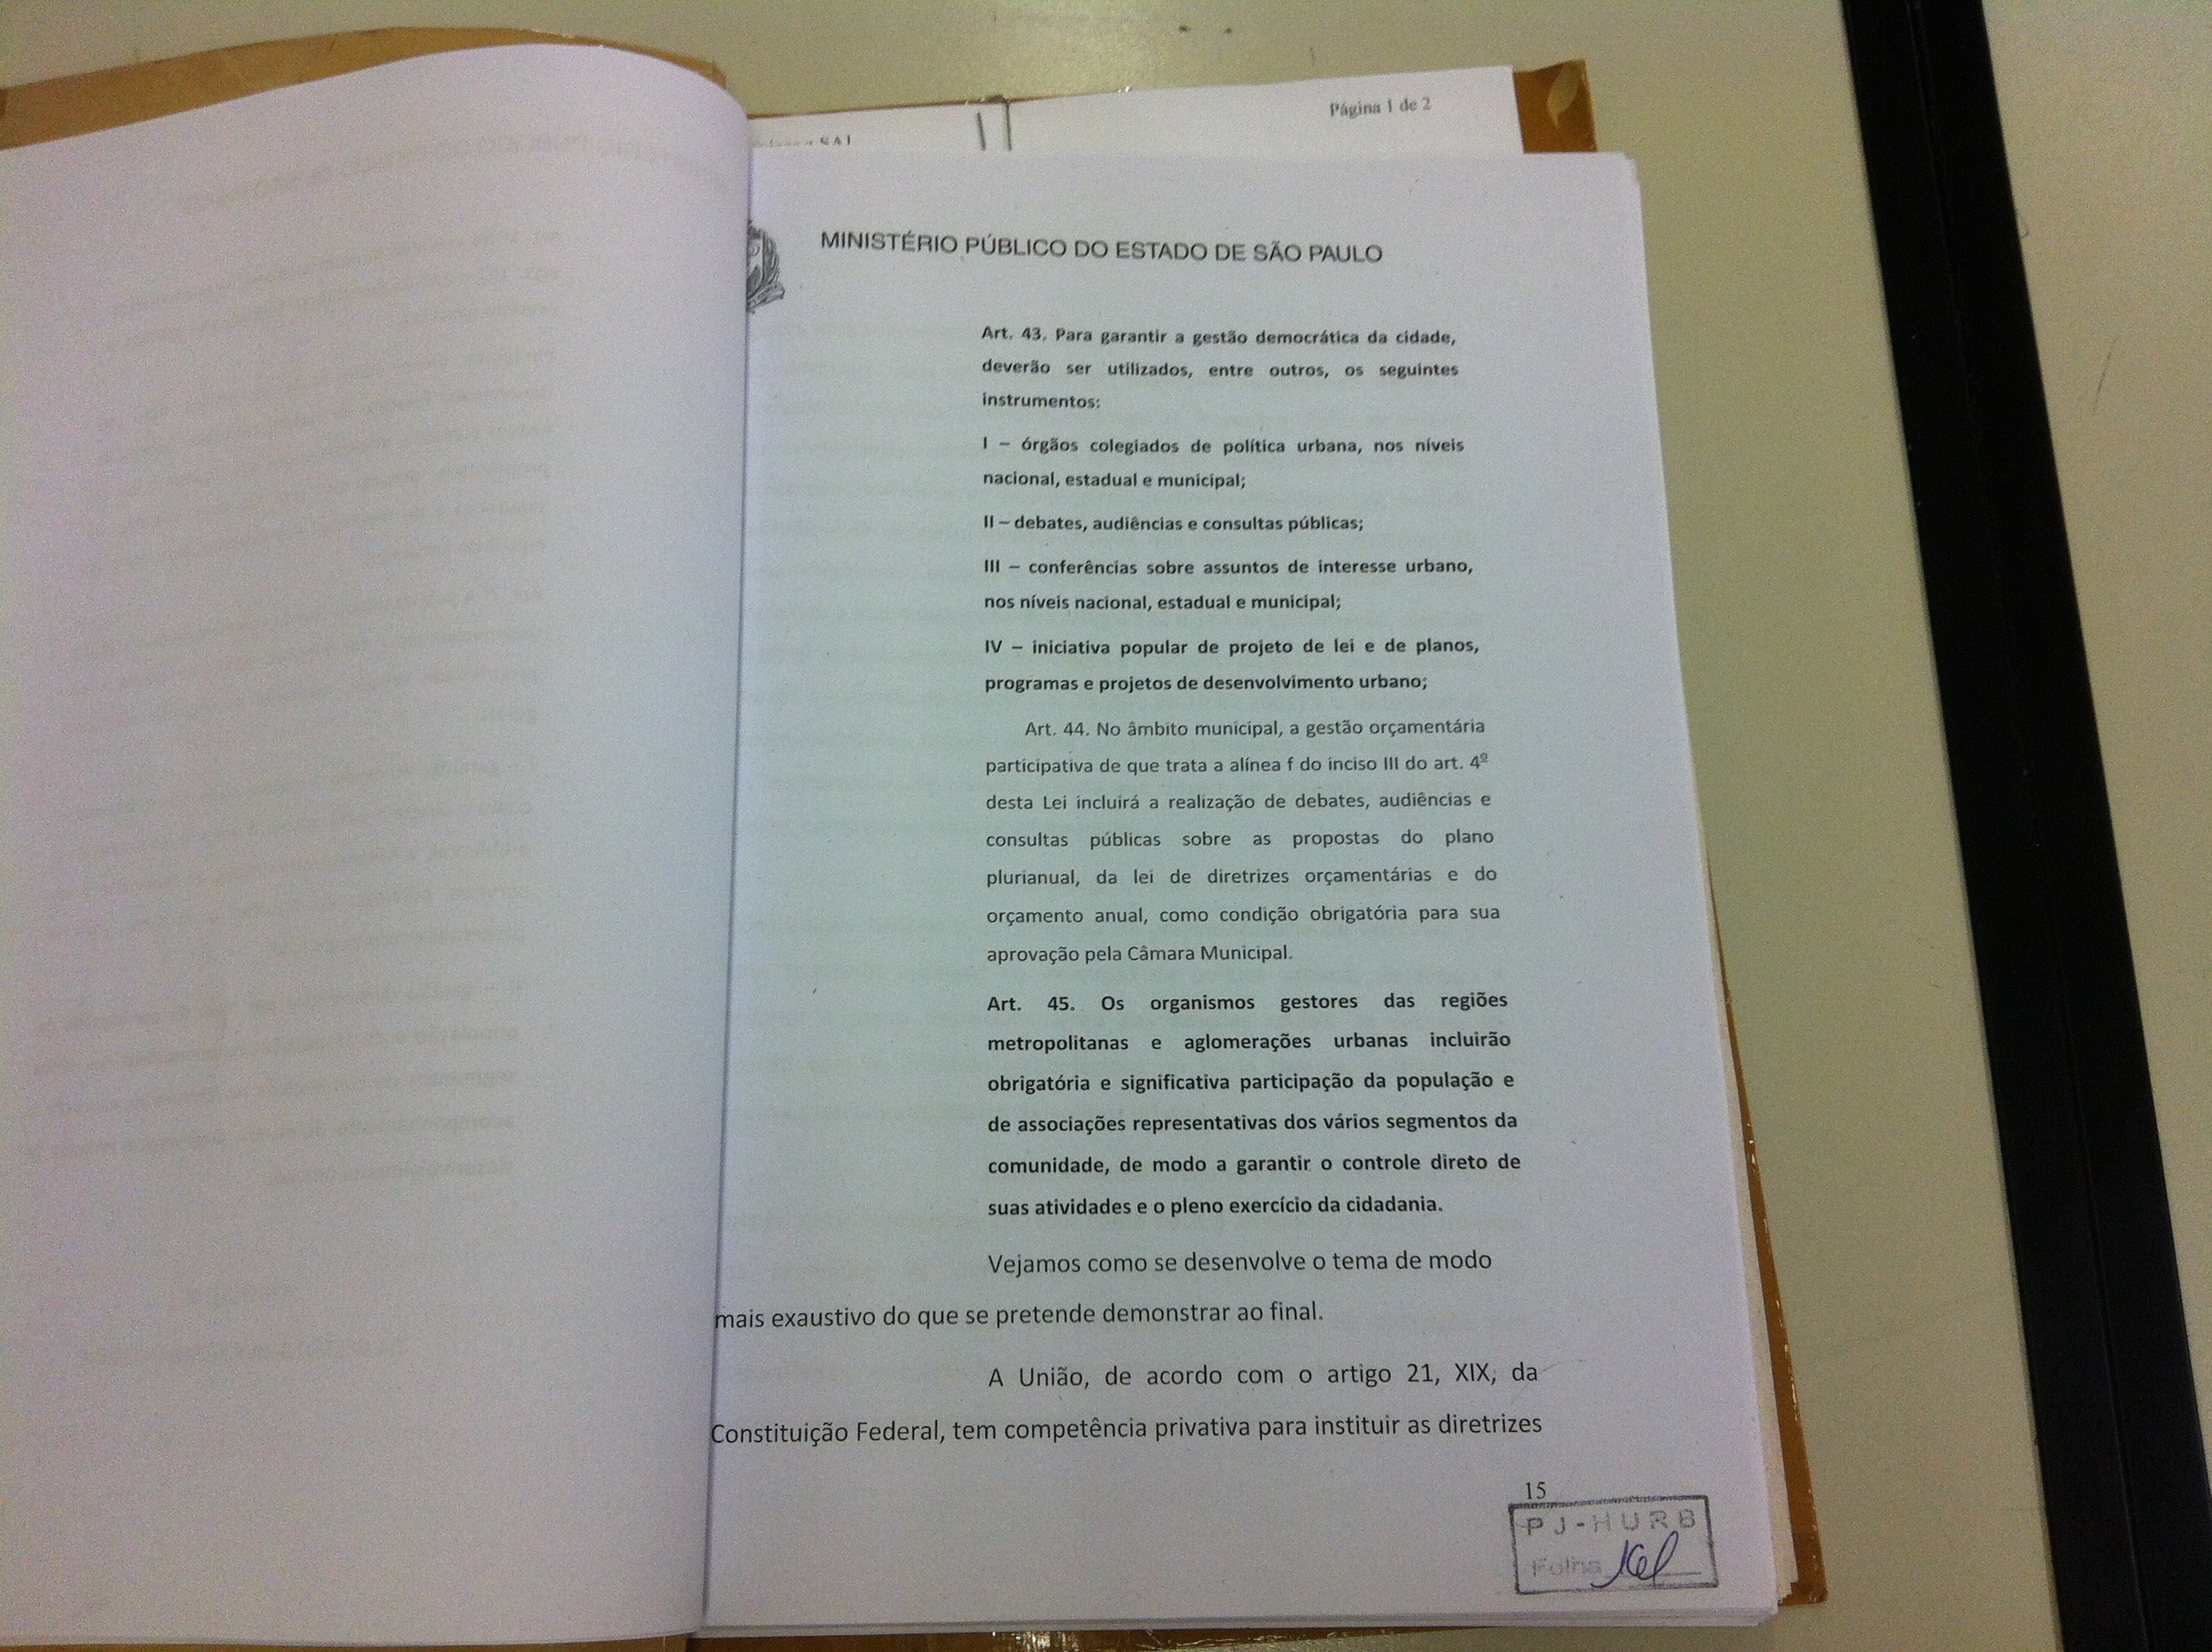 Página 1 de 2
MINISTÉRIO PÚBLICO DO ESTADO DE SÃO PAULO
Art. 43. Para garantir a gestão democrática da cidade,
deverão ser utilizados, entre outros, os seguintes
instrumentos:
I – órgãos colegiados de política urbana, nos níveis
nacional, estadual e municipal;
II – debates, audiências e consultas públicas;
III – conferências sobre assuntos de interesse urbano,
nos níveis nacional, estadual e municipal;
IV – iniciativa popular de projeto de lei e de planos,
programas e projetos de desenvolvimento urbano;
Art. 44. No âmbito municipal, a gestão orçamentária
participativa de que trata a alínea f do inciso III do art. 4º
desta Lei incluirá a realização de debates, audiências e
consultas públicas sobre as propostas do plano
plurianual, da lei de diretrizes orçamentárias e do
orçamento anual, como condição obrigatória para sua
aprovação pela Câmara Municipal.
Art. 45. Os organismos gestores das regiões
metropolitanas e aglomerações urbanas incluirão
obrigatória e significativa participação da população e
de associações representativas dos vários segmentos da
comunidade, de modo a garantir o controle direto de
suas atividades e o pleno exercício da cidadania.
Vejamos como se desenvolve o tema de modo
mais exaustivo do que se pretende demonstrar ao final.
A União, de acordo com o artigo 21, XIX, da
Constituição Federal, tem competência privativa para instituir as diretrizes
15
PJ-HURB
Folha